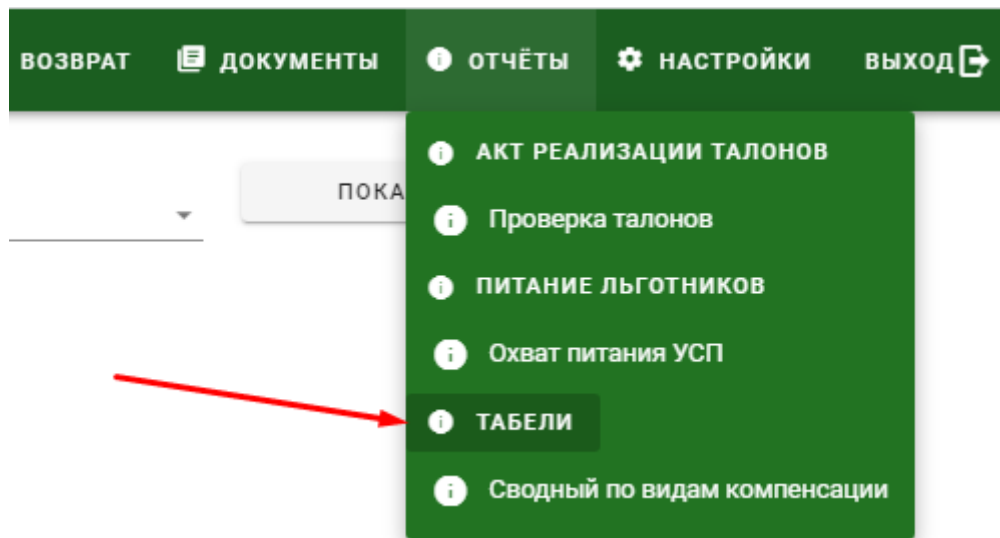 ВОЗВРАТ ДОКУМЕНТЫ ОТЧЁТЫ НАСТРОЙКИ ВЫХОД
АКТ РЕАЛИЗАЦИИ ТАЛОНОВ
ПОКА
Проверка талонов
ПИТАНИЕ ЛЬГОТНИКОВ
Охват питания УСП
ТАБЕЛИ
Сводный по видам компенсации